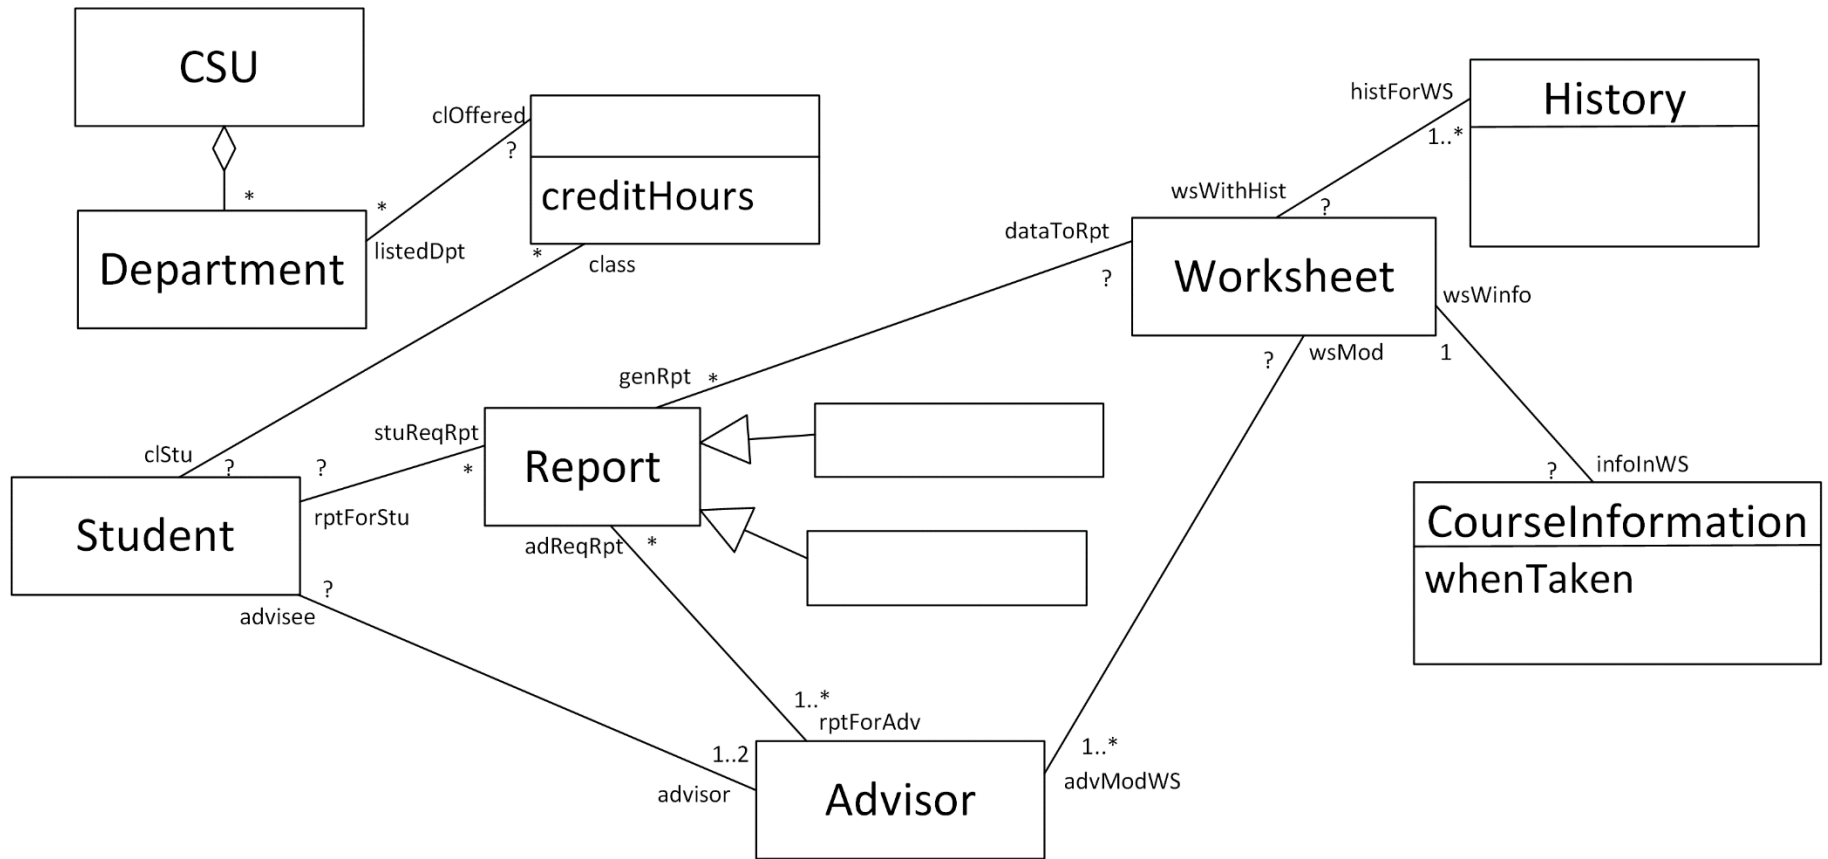 CSU
histForWS
History
clOffered
?
1..*
creditHours
wsWithHist
?
*
*
Department
listedDpt
*
class
dataToRpt
?
Worksheet
wsWinfo
1
?
wsMod
genRpt
*
stuReqRpt
*
Report
clStu
?
?
rptForStu
Student
infoInWS
?
CourseInformation
whenTaken
adReqRpt
*
?
advisee
1..*
rptForAdv
1..2
advisor
Advisor
1..*
advModWS